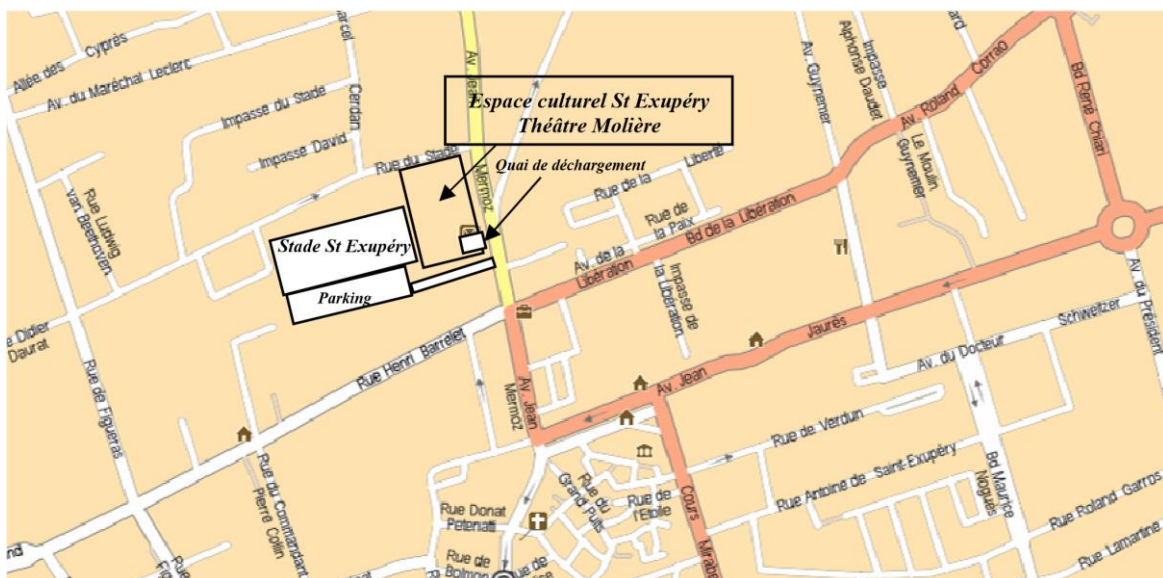 Allée des Cyprès
Av. du Maréchal Leclerc
Impasse du Stade
Marcel
Cerdan
Impasse David
Rue du Stade
Av. Jean
Mermoz
Espace culturel St Exupéry
Théâtre Molière
Quai de déchargement
Stade St Exupéry
Parking
Rue Ludwig
van Beethoven
Rue de la
Liberté
Rue de
la Paix
Av. de la
Libération
Bd de la Libération
Impasse de
la Libération
Av. Guynemer
Impasse
Alphonse Daudet
Le Moulin
Guynemer
Av. Roland
Corrao
Bd René Chiari
Av. du Président
Schweitzer
Av. du Docteur
Jaurès
Av. Jean
Didier
Daurat
Rue de Figueras
Rue Henri Barrelet
Av. Jean
Mermoz
Rue du Commandant
Pierre Collin
Rue Donat
Rue de
Bolmon
Rue de
Rue du
Grand Puits
Rue de
l'Etoile
Cours
Rue de Verdun
Rue Antoine de Saint-Exupéry
Bd Maurice
Nogues
Rue Roland Garros
Rue Lamartine